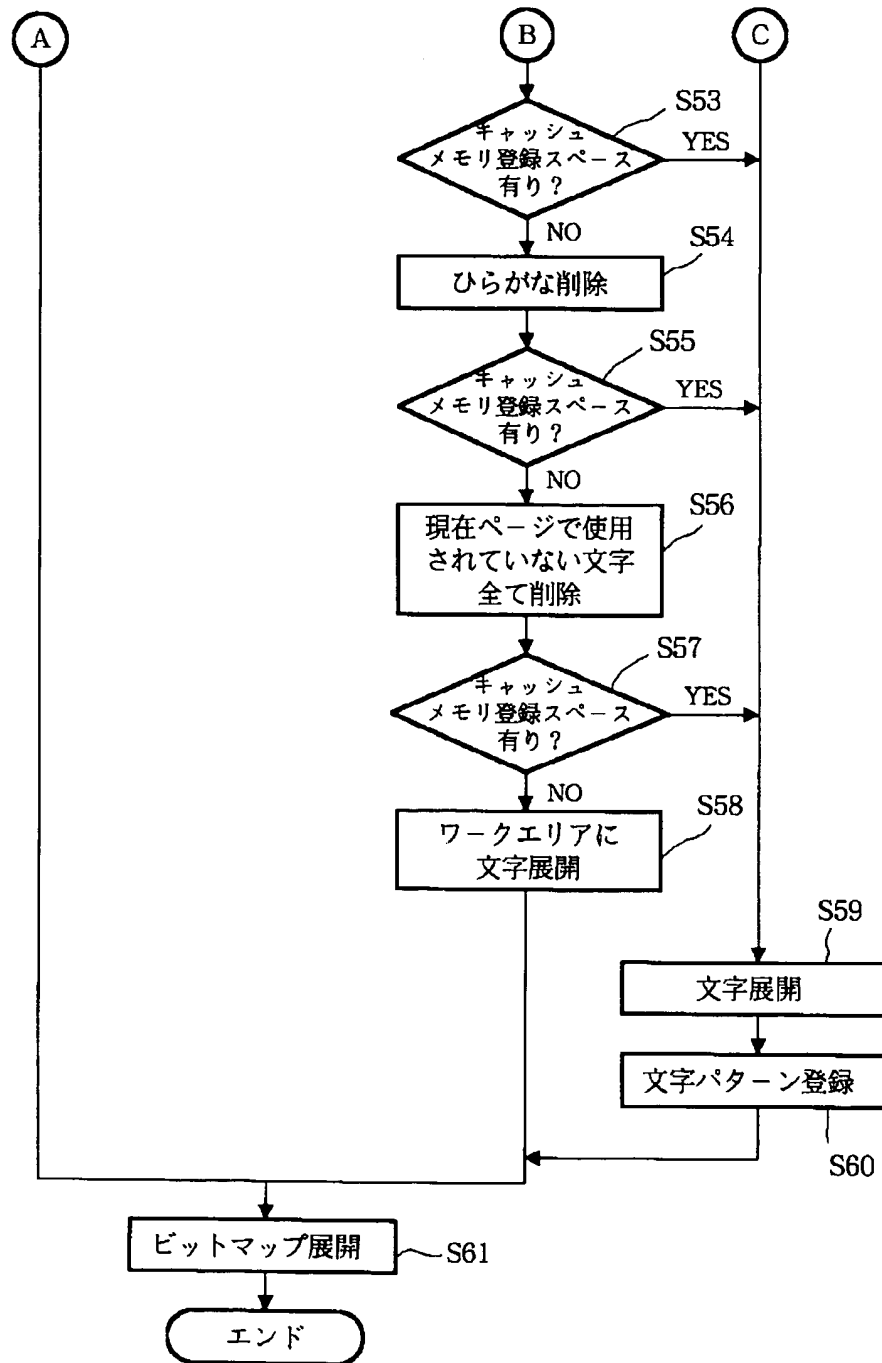 A
B
C
S53
キャッシュ
メモリ登録スペース
有り？
YES
NO
S54
ひらがな削除
S55
キャッシュ
メモリ登録スペース
有り？
YES
NO
S56
現在ページで使用
されていない文字
全て削除
S57
キャッシュ
メモリ登録スペース
有り？
YES
NO
S58
ワークエリアに
文字展開
S59
文字展開
文字パターン登録
S60
ビットマップ展開
S61
エンド